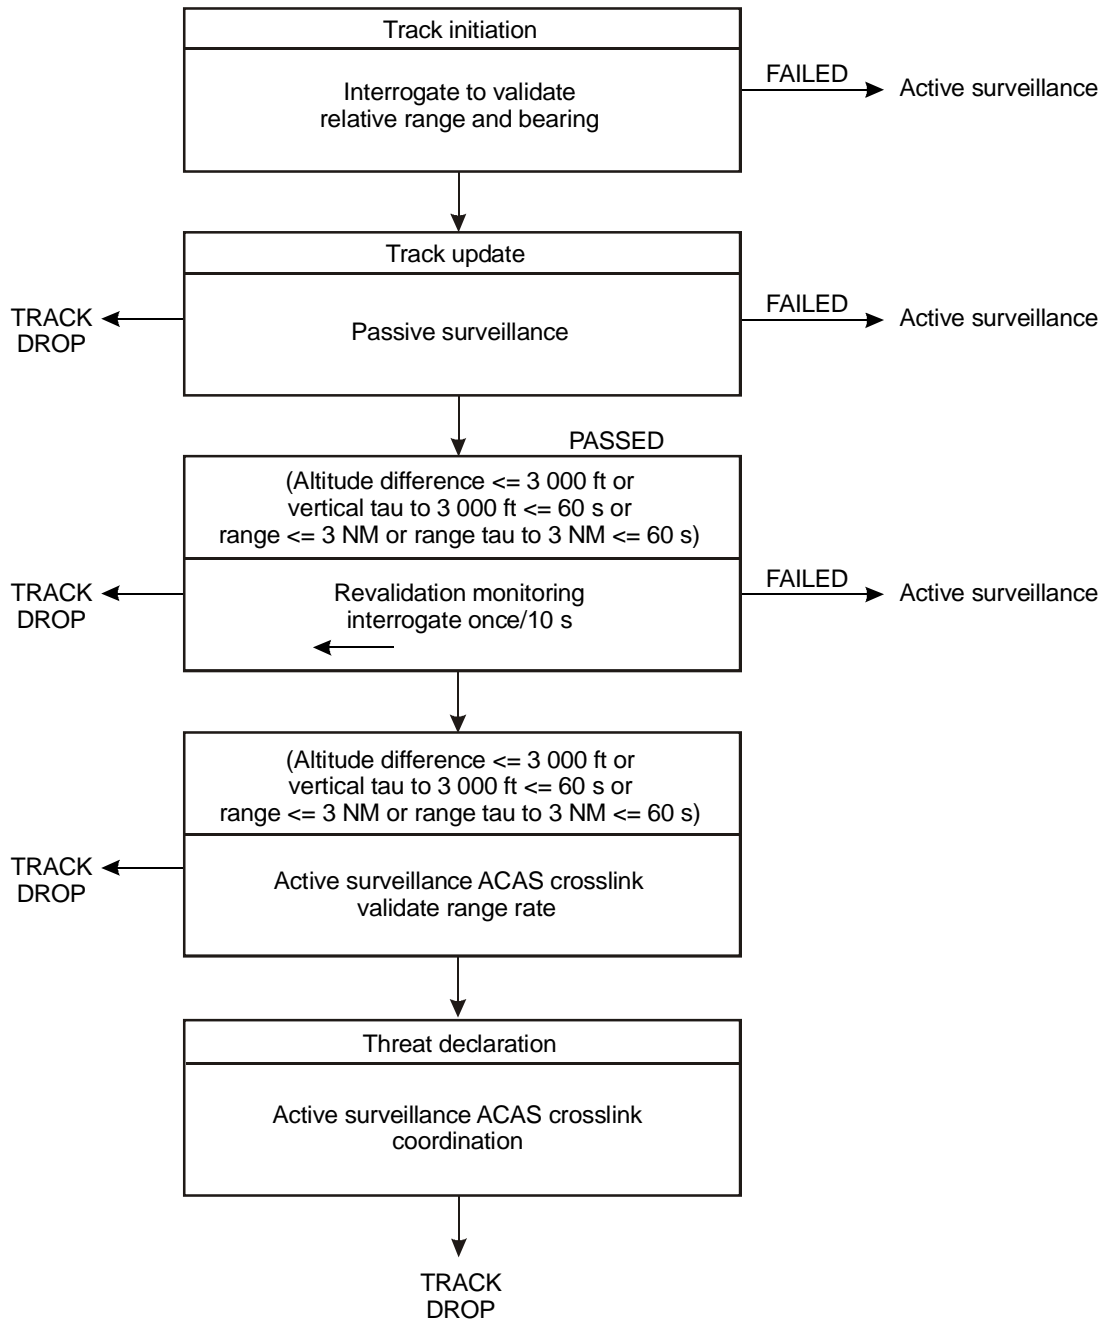 Track initiation
Interrogate to validate
relative range and bearing
FAILED
Active surveillance
Track update
Passive surveillance
TRACK
DROP
FAILED
Active surveillance
PASSED
(Altitude difference <= 3 000 ft or
vertical tau to 3 000 ft <= 60 s or
range <= 3 NM or range tau to 3 NM <= 60 s)
Revalidation monitoring
interrogate once/10 s
TRACK
DROP
FAILED
Active surveillance
(Altitude difference <= 3 000 ft or
vertical tau to 3 000 ft <= 60 s or
range <= 3 NM or range tau to 3 NM <= 60 s)
Active surveillance ACAS crosslink
validate range rate
TRACK
DROP
Threat declaration
Active surveillance ACAS crosslink
coordination
TRACK
DROP